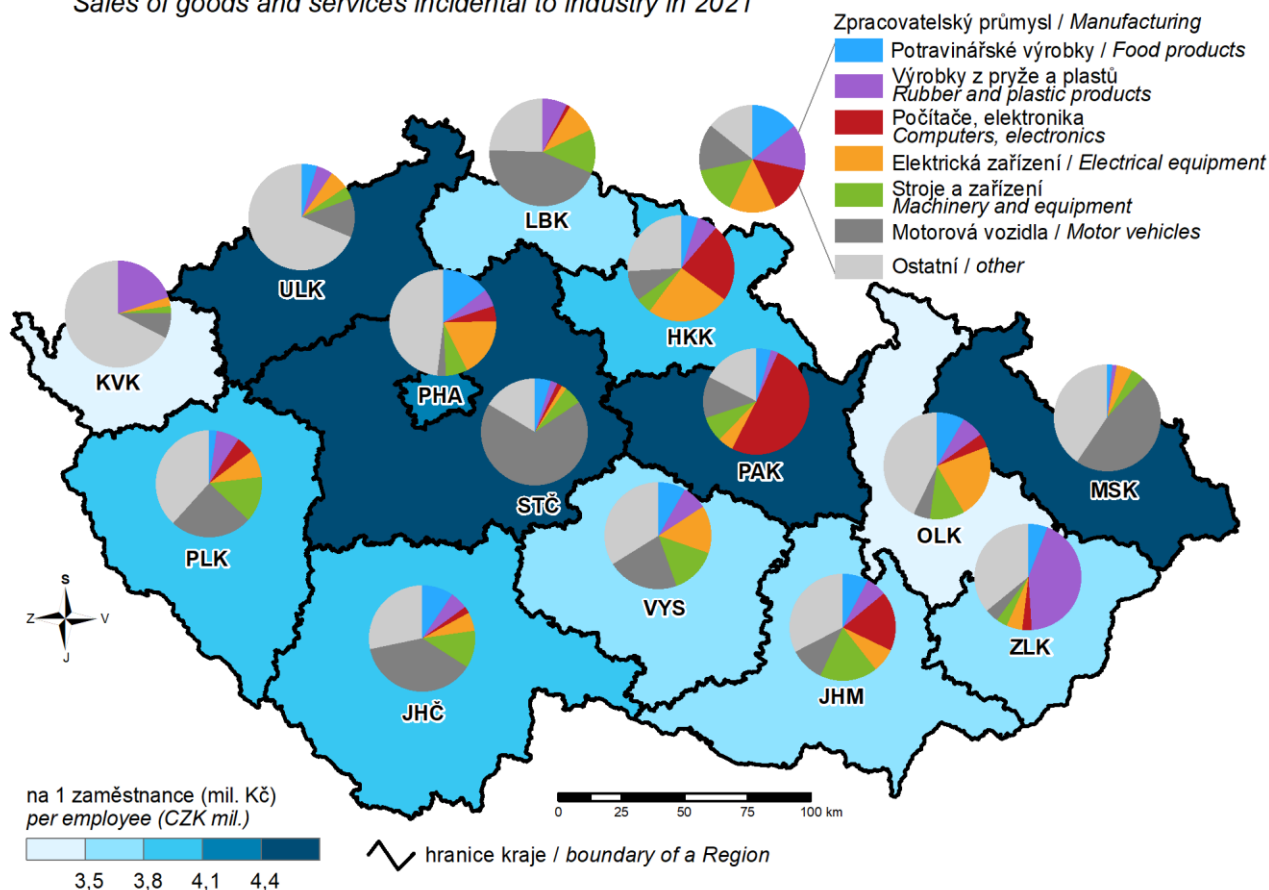 Sales of goods and services incidental to industry in 2021
Zpracovatelský průmysl / Manufacturing
Potravinářské výrobky / Food products
Výrobky z pryže a plastů
Rubber and plastic products
Počítače, elektronika
Computers, electronics
Elektrická zařízení / Electrical equipment
Stroje a zařízení
Machinery and equipment
Motorová vozidla / Motor vehicles
Ostatní / other
LBK
ULK
HKK
KVK
PHA
PAK
MSK
STČ
OLK
PLK
VYS
ZLK
JHM
JHČ
S
Z V
J
na 1 zaměstnance (mil. Kč)
per employee (CZK mil.)
3,5 3,8 4,1 4,4
hranice kraje / boundary of a Region
0 25 50 75 100 km